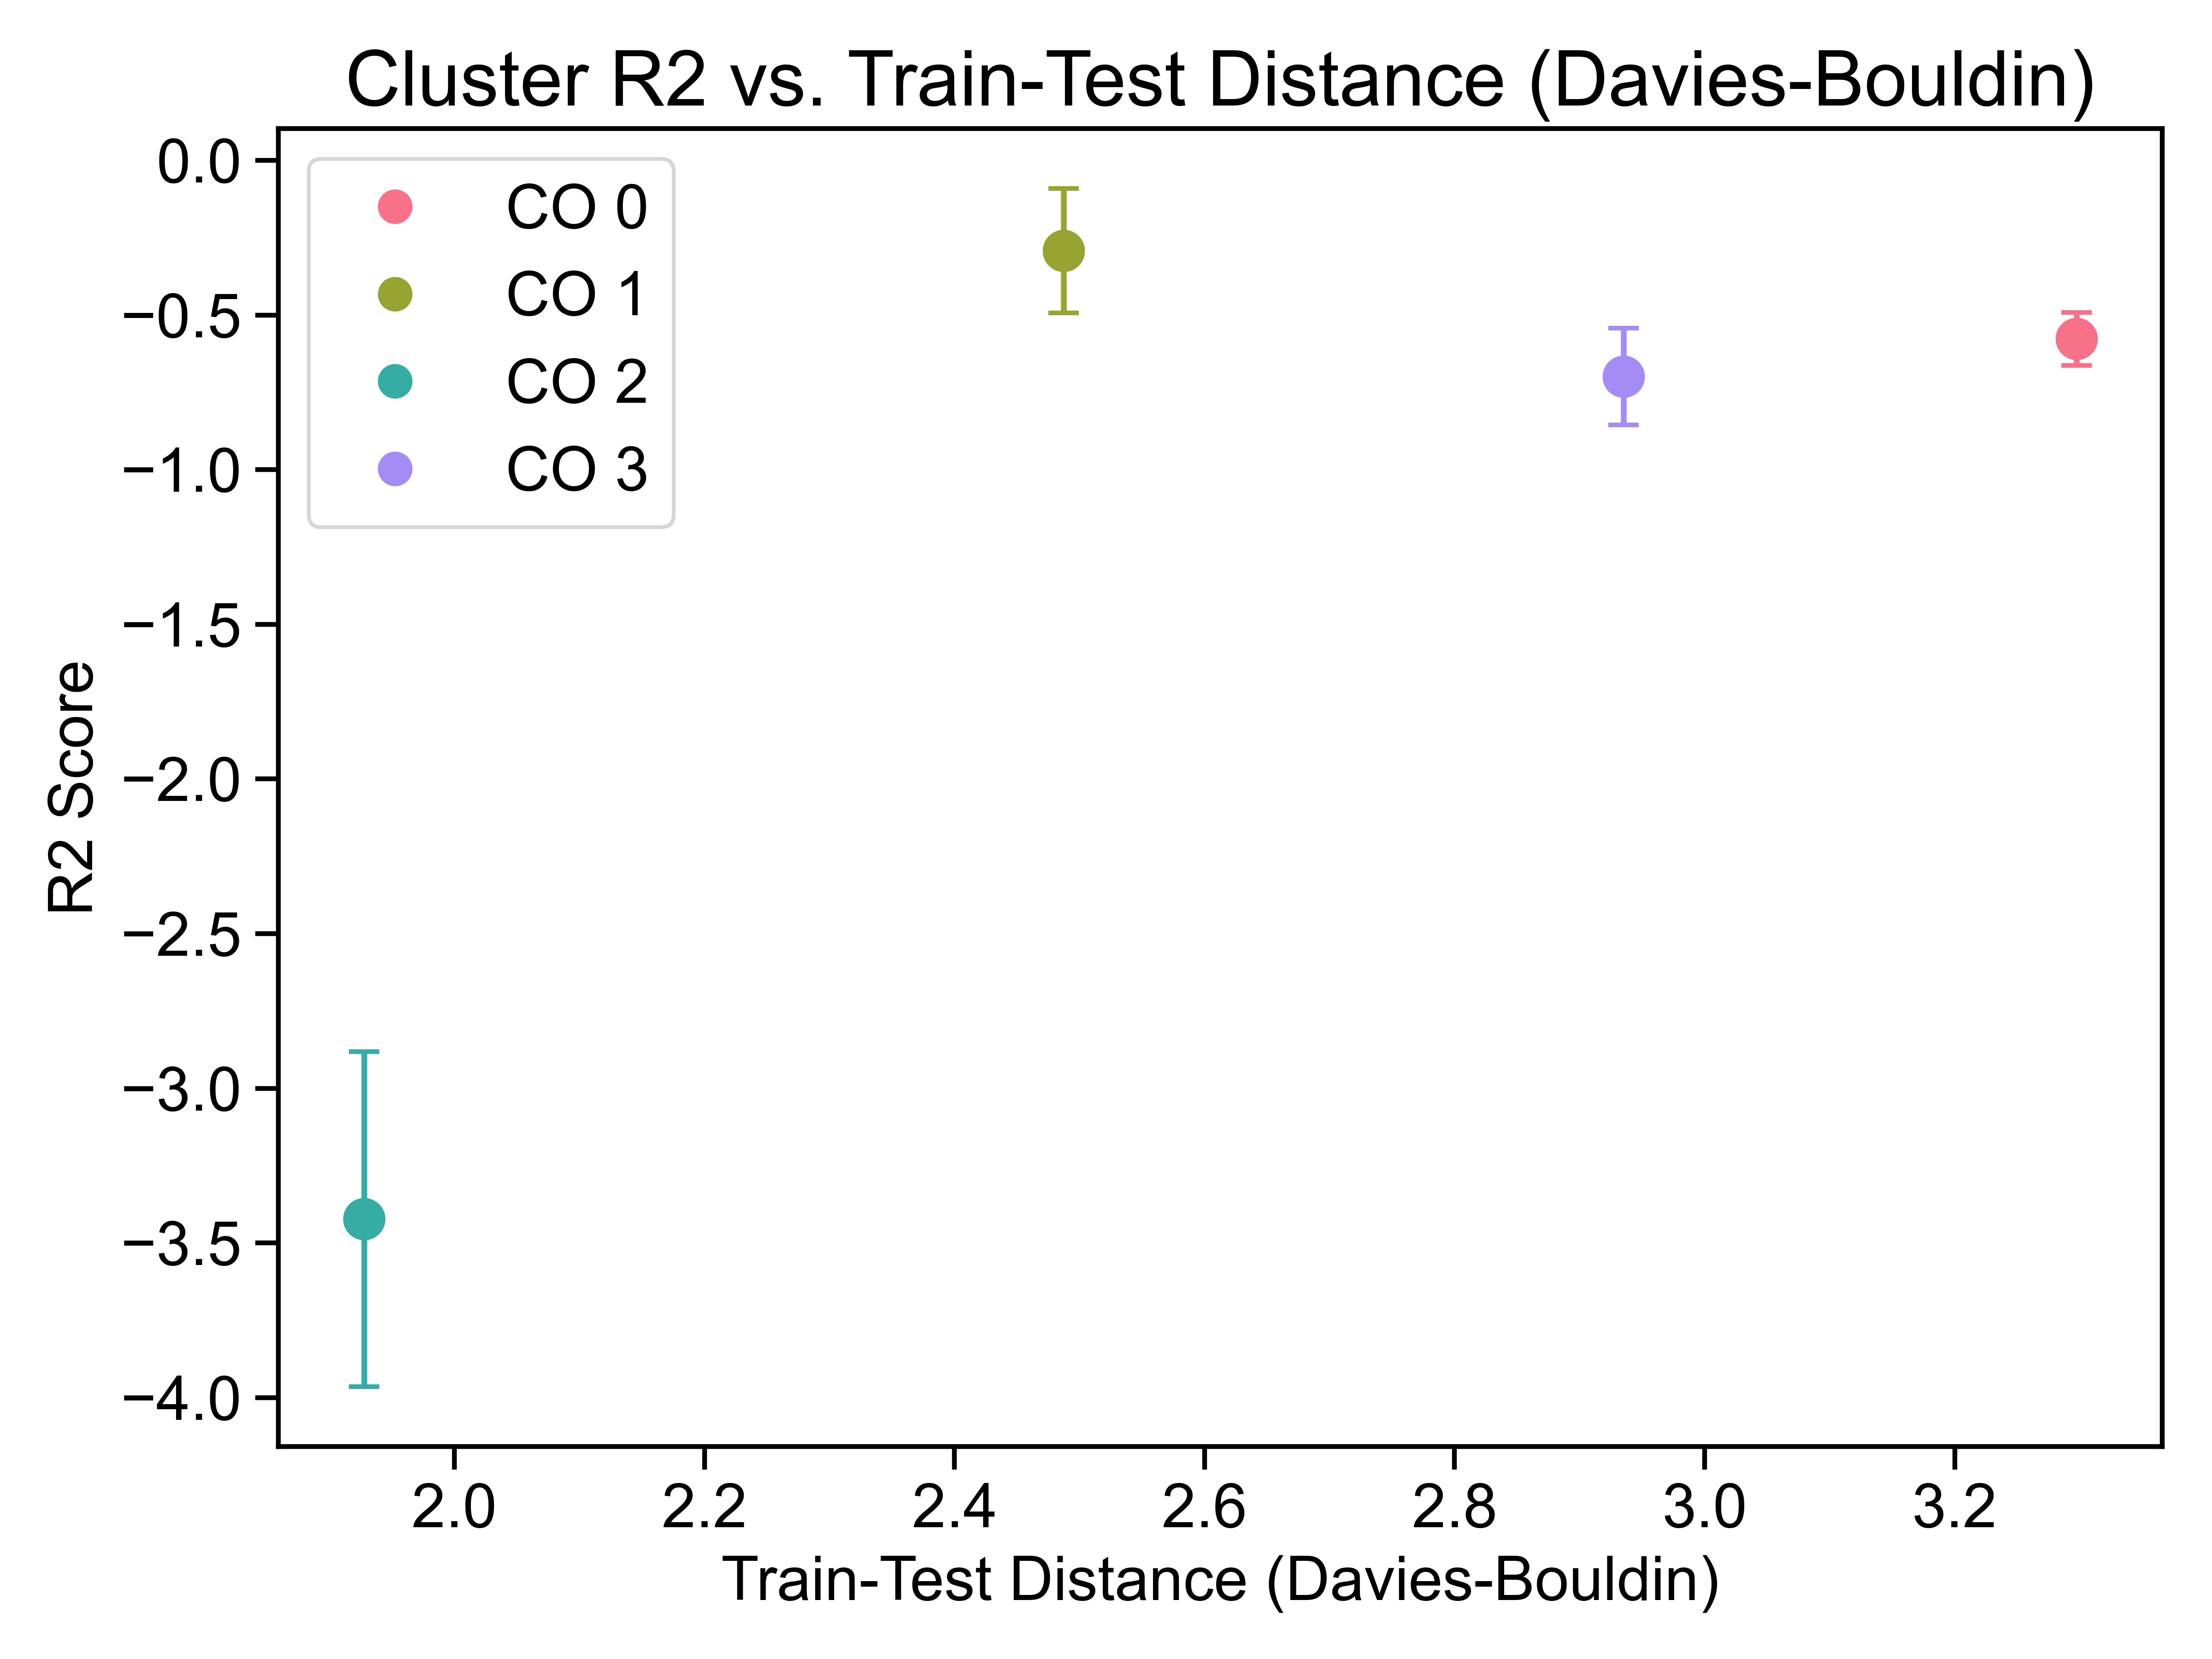 Cluster R2 vs. Train-Test Distance (Davies-Bouldin)
CO 0
CO 1
CO 2
CO 3
R2 Score
0.0
−0.5
−1.0
−1.5
−2.0
−2.5
−3.0
−3.5
−4.0
2.0 2.2 2.4 2.6 2.8 3.0 3.2
Train-Test Distance (Davies-Bouldin)